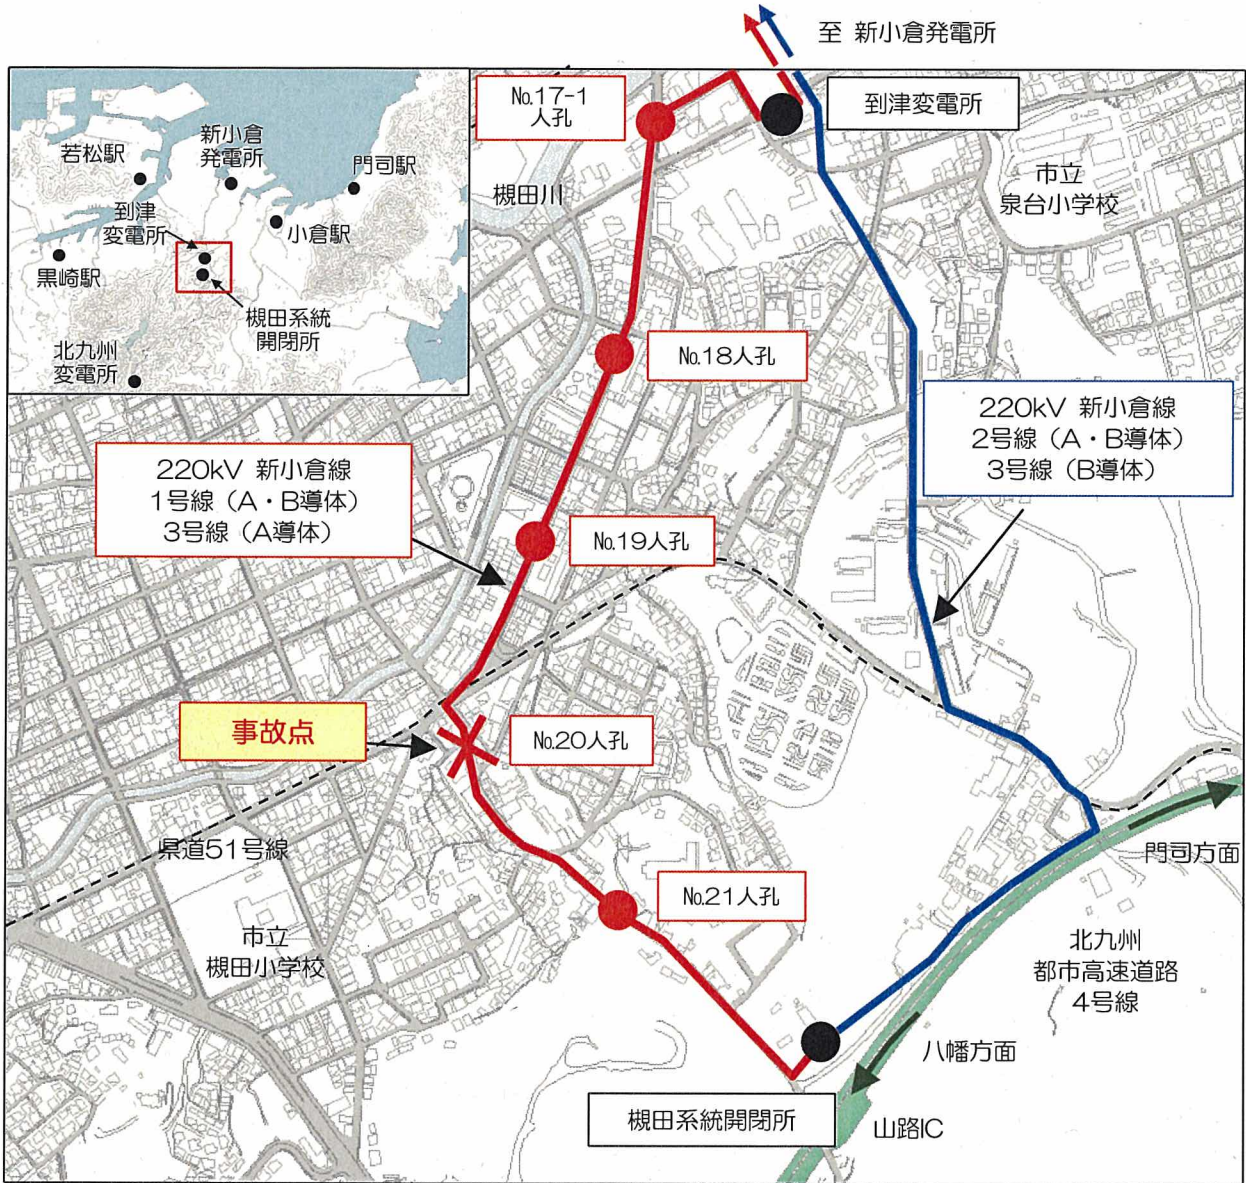 至 新小倉発電所
No.17-1
人孔
到津変電所
若松駅
新小倉
発電所
門司駅
到津
変電所
小倉駅
黒崎駅
槻田系統
開閉所
北九州
変電所
槻田川
市立
泉台小学校
No.18人孔
220kV 新小倉線
1号線(A・B導体)
3号線(A導体)
220kV 新小倉線
2号線(A・B導体)
3号線(B導体)
No.19人孔
事故点
No.20人孔
県道51号線
門司方面
No.21人孔
市立
槻田小学校
北九州
都市高速道路
4号線
八幡方面
槻田系統開閉所
山路IC